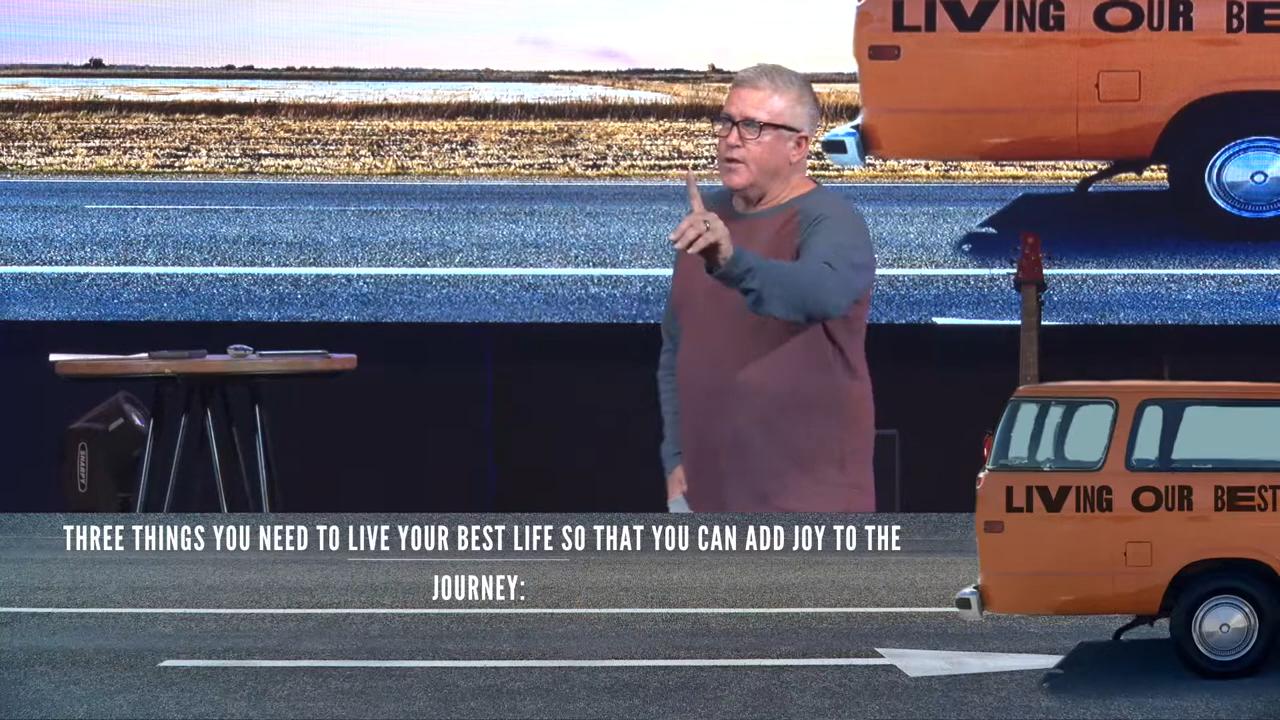 LIVING OUR BE
SHARPY
LIVING OUR BEST
THREE THINGS YOU NEED TO LIVE YOUR BEST LIFE SO THAT YOU CAN ADD JOY TO THE
JOURNEY: